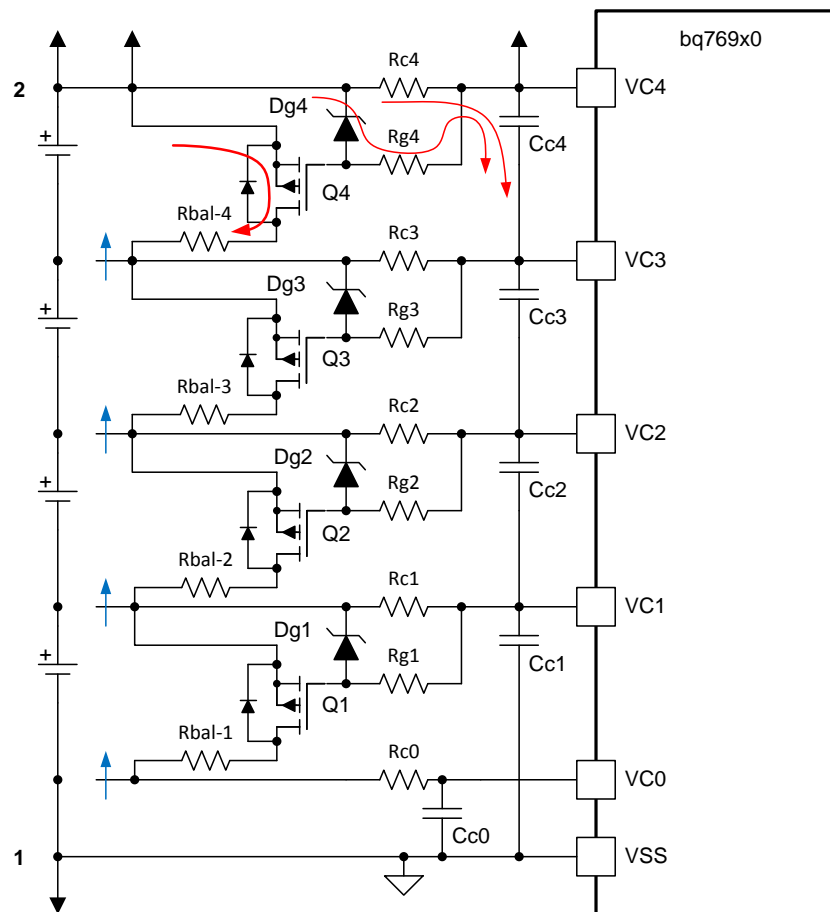 bq769x0
Rc4
2
VC4
Dg4
+
Rg4
Cc4
Q4
Rbal-4
Rc3
VC3
Dg3
+
Rg3
Cc3
Q3
Rbal-3
Rc2
VC2
Dg2
+
Rg2
Cc2
Q2
Rbal-2
Rc1
VC1
Dg1
+
Rg1
Cc1
Q1
Rbal-1
Rc0
VC0
Cc0
1
VSS